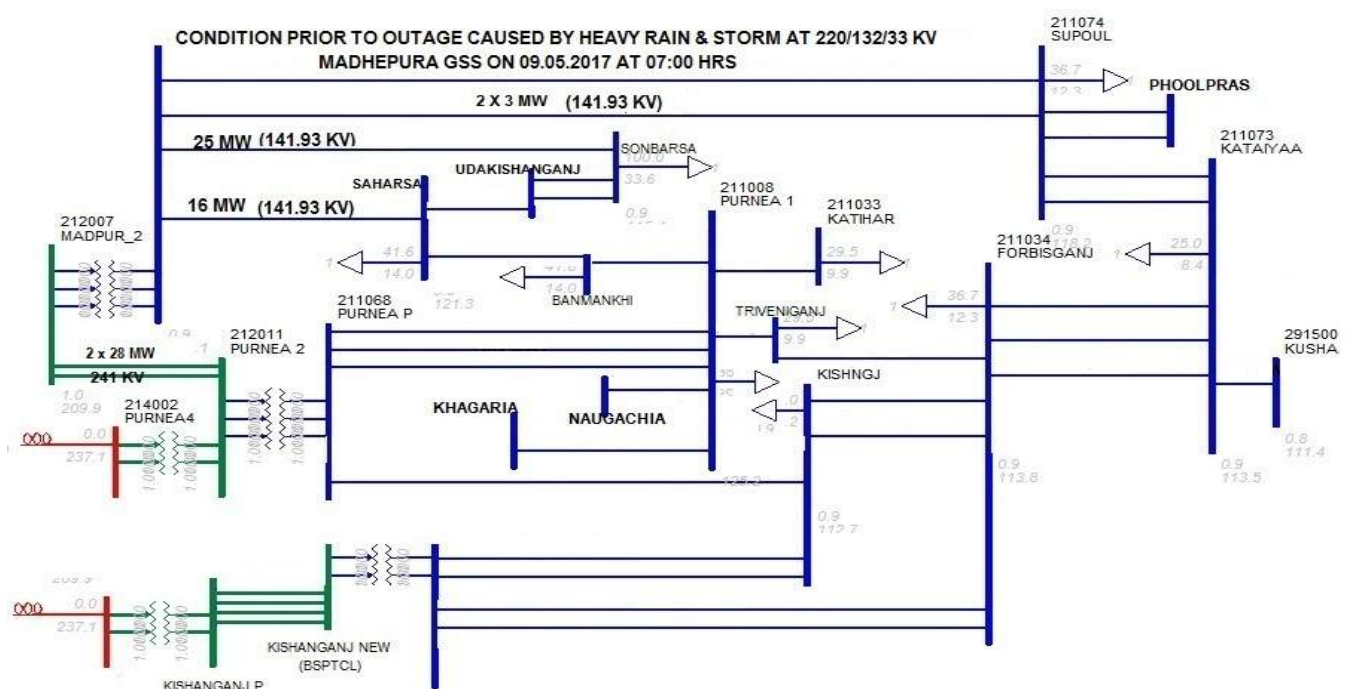 CONDITION PRIOR TO OUTAGE CAUSED BY HEAVY RAIN & STORM AT 220/132/33 KV
MADHEPURA GSS ON 09.05.2017 AT 07:00 HRS
211074
SUPOUL
36.7
12.3
PHOOLPRAS
2 X 3 MW (141.93 KV)
25 MW (141.93 KV)
SONBARSA
100.0
33.6
0.9
UDAKISHANGANJ
SAHARSA
16 MW (141.93 KV)
211073
KATAIYAA
211008
PURNEA 1
211033
KATIHAR
29.5
9.9
0.9
118.2
25.0
8.4
212007
MADPUR_2
211034
FORBISGANJ
41.6
14.0
121.3
14.0
BANMANKHI
36.7
12.3
211068
PURNEA P
TRIVENIGANJ
9.9
212011
PURNEA 2
0.9
2 x 28 MW
241 KV
291500
KUSHA
KISHNGJ
1.0
209.9
214002
PURNEA4
KHAGARIA
NAUGACHIA
0.0
237.1
0.8
111.4
0.9
113.8
0.9
113.5
0.9
112.7
0.0
237.1
KISHANGANJ NEW
(BSPTCL)
KISHANGANJ P